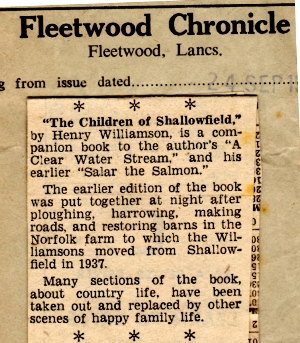 Fleetwood Chronicle
Fleetwood, Lancs.
g from issue dated
24 SEP
* * *
"The Children of Shallowfield,"
by Henry Williamson, is a com-
panion book to the author's "A
Clear Water Stream," and his
earlier "Salar the Salmon."
The earlier edition of the book
was put together at night after
ploughing, harrowing, making
roads, and restoring barns in the
Norfolk farm to which the Wil-
liamsons moved from Shallow-
field in 1937.
Many sections of the book,
about country life, have been
taken out and replaced by other
scenes of happy family life.
* * *